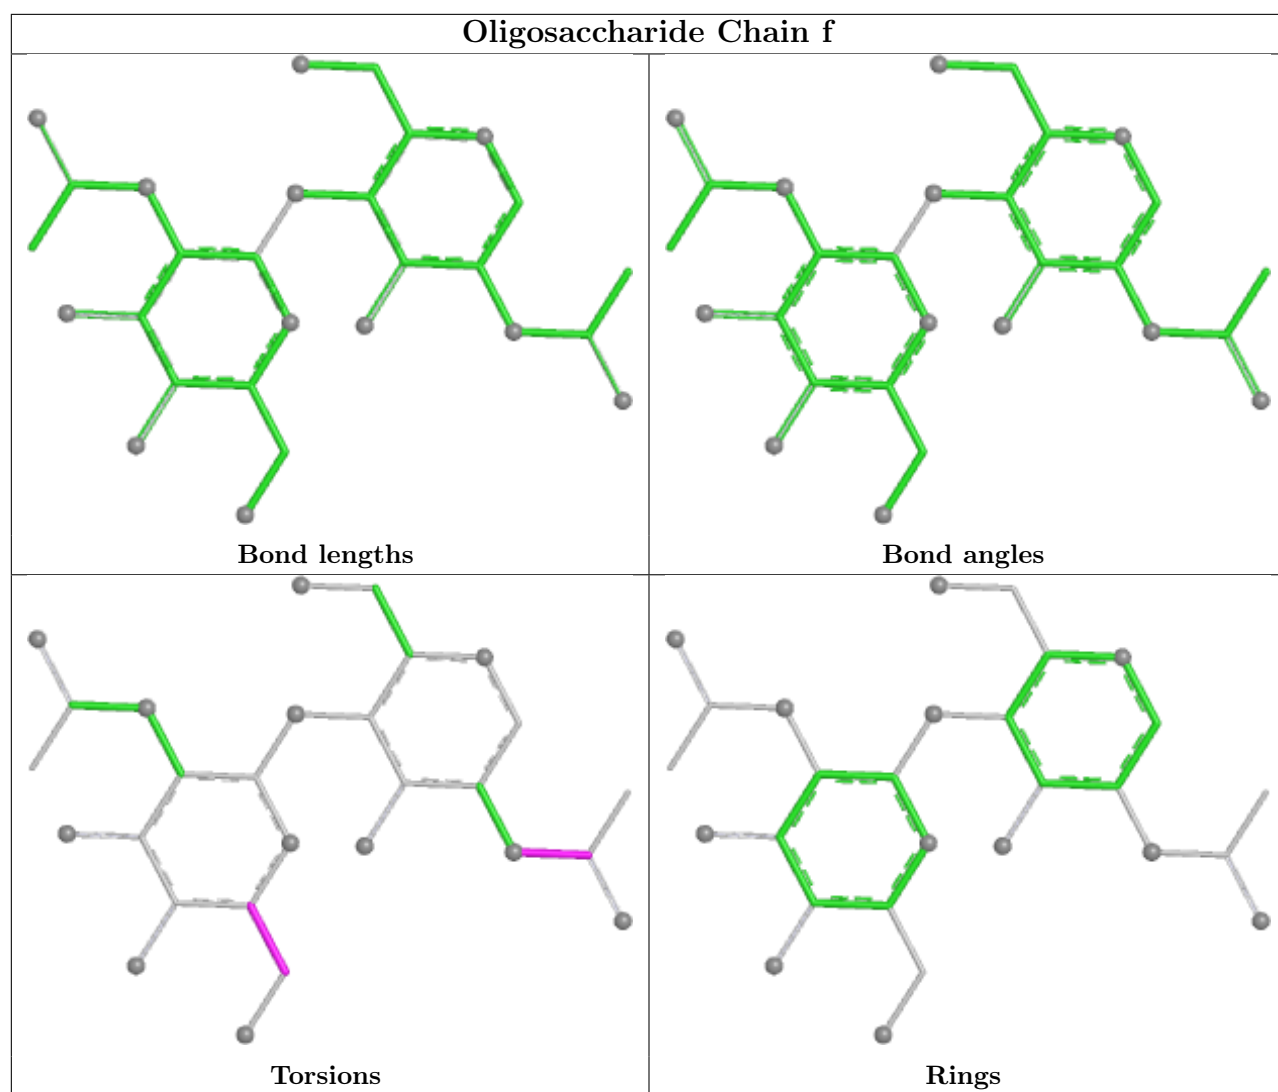 Oligosaccharide Chain f
Bond lengths
Bond angles
Torsions
Rings